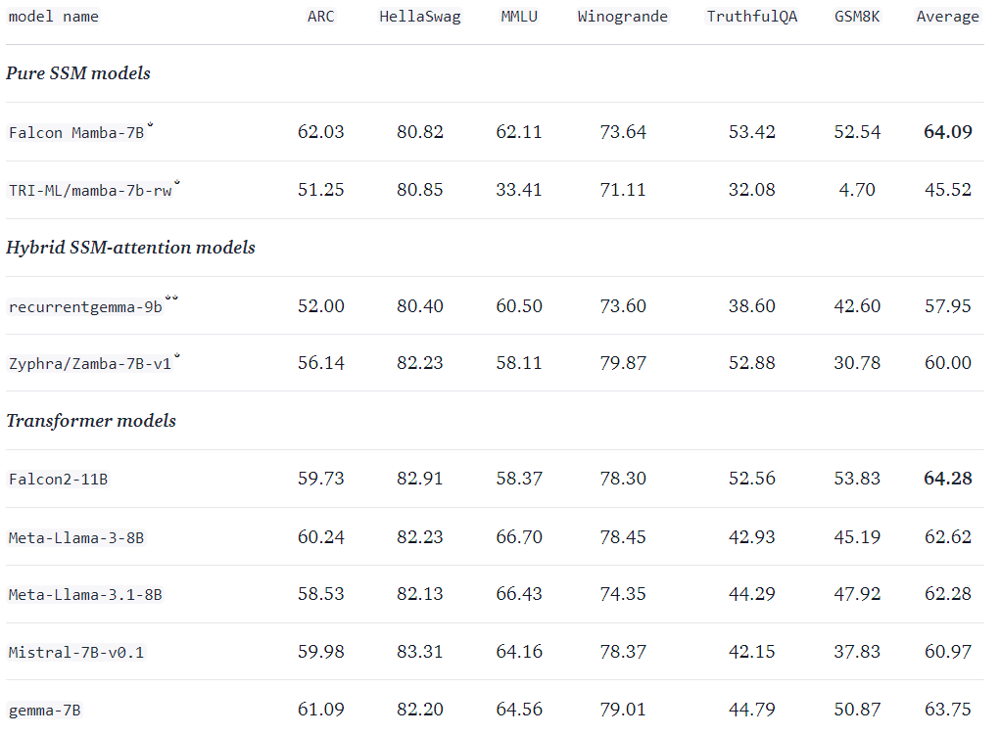 model name ARC HellaSwag MMLU Winogrande TruthfulQA GSM8K Average
Pure SSM models
Falcon Mamba-7B* 62.03 80.82 62.11 73.64 53.42 52.54 64.09
TRI-ML/mamba-7b-rw* 51.25 80.85 33.41 71.11 32.08 4.70 45.52
Hybrid SSM-attention models
recurrentgemma-9b** 52.00 80.40 60.50 73.60 38.60 42.60 57.95
Zyphra/Zamba-7B-v1* 56.14 82.23 58.11 79.87 52.88 30.78 60.00
Transformer models
Falcon2-11B 59.73 82.91 58.37 78.30 52.56 53.83 64.28
Meta-Llama-3-8B 60.24 82.23 66.70 78.45 42.93 45.19 62.62
Meta-Llama-3.1-8B 58.53 82.13 66.43 74.35 44.29 47.92 62.28
Mistral-7B-v0.1 59.98 83.31 64.16 78.37 42.15 37.83 60.97
gemma-7B 61.09 82.20 64.56 79.01 44.79 50.87 63.75